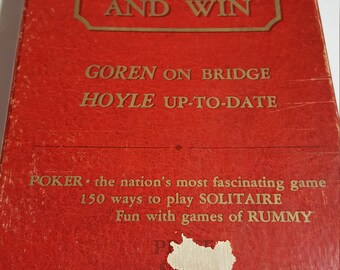 AND WIN
GOREN ON BRIDGE
HOYLE UP-TO-DATE
POKER • the nation's most fascinating game
150 ways to play SOLITAIRE
Fun with games of RUMMY